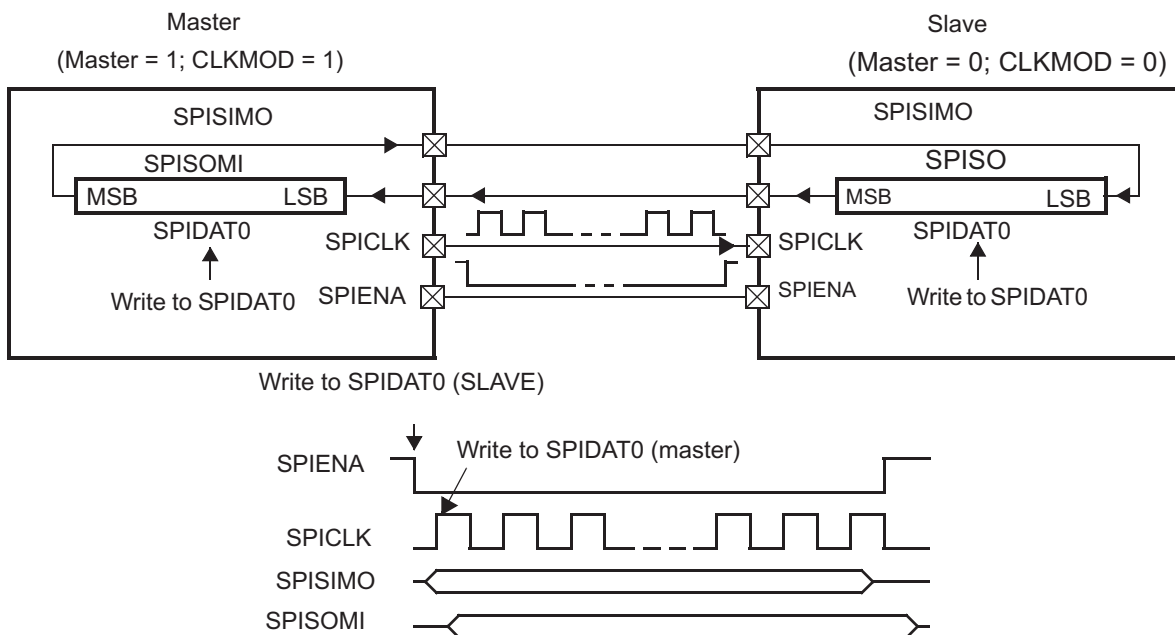 Master
(Master = 1; CLKMOD = 1)
Slave
(Master = 0; CLKMOD = 0)
SPISIMO
SPISIMO
SPISOMI
SPISO
MSB
LSB
MSB
LSB
SPIDAT0
SPICLK
SPICLK
SPIDAT0
Write to SPIDAT0
SPIENA
SPIENA
Write to SPIDAT0
Write to SPIDAT0 (SLAVE)
Write to SPIDAT0 (master)
SPIENA
SPICLK
SPISIMO
SPISOMI